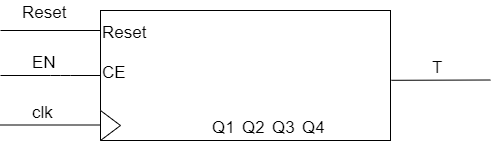 Reset
Reset
EN
CE
T
clk
Q1 Q2 Q3 Q4